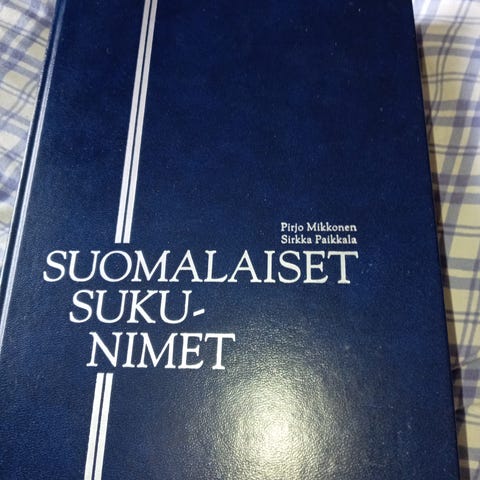 Pirjo Mikkonen
Sirkka Paikkala
SUOMALAISET
SUKU-
NIMET